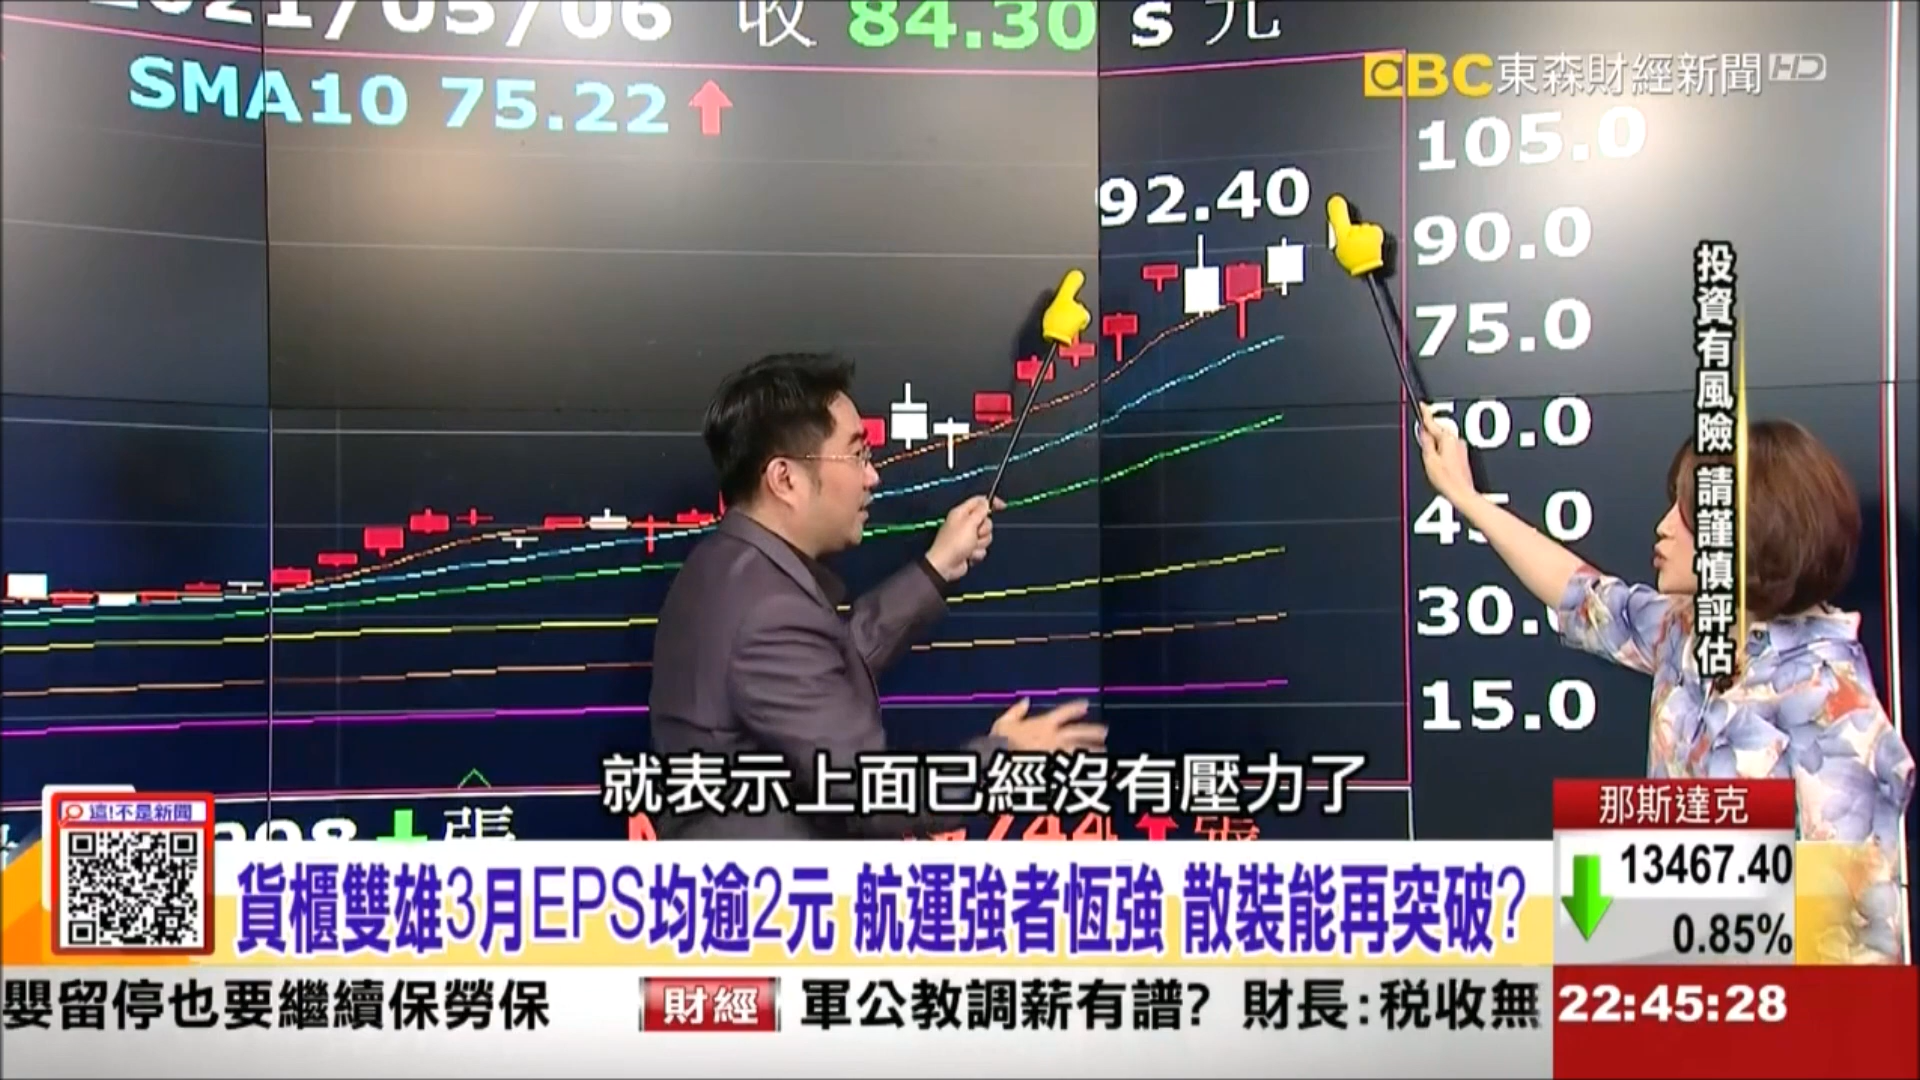 2021/05/06 收 84.30 s 元
SMA10 75.22
EBC東森財經新聞HD
105.0
92.40
90.0
75.0
60.0
45.0
30.0
15.0
投資有風險 請謹慎評估
就表示上面已經沒有壓力了
張
張
這!不是新聞
貨櫃雙雄3月EPS均逾2元 航運強者恆強 散裝能再突破?
那斯達克
13467.40
0.85%
嬰留停也要繼續保勞保 財經 軍公教調薪有譜? 財長:税收無
22:45:28